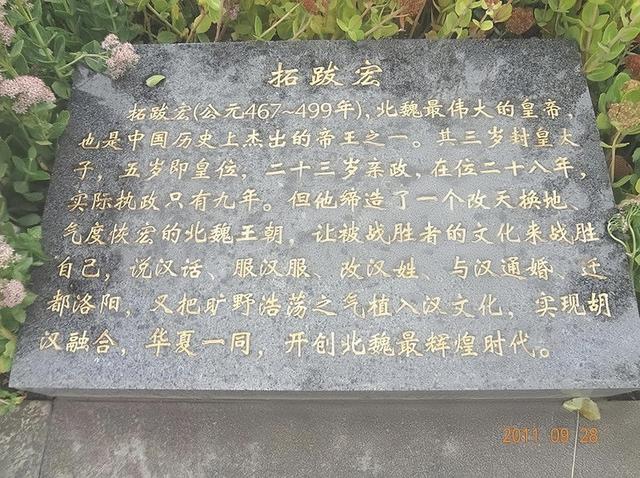 拓跋宏
拓跋宏(公元467~499年),北魏最伟大的皇帝,
也是中国历史上杰出的帝王之一。其三岁封皇太
子，五岁即皇位，二十三岁亲政,在位二十八年，
实际执政只有九年。但他缔造了一个改天换地、
气度恢宏的北魏王朝，让被战胜者的文化来战胜
自己，说汉话、服汉服、改汉姓、与汉通婚、迁
都洛阳，又把旷野浩荡之气植入汉文化，实现胡
汉融合，华夏一同，开创北魏最辉煌时代。
2011 09 28